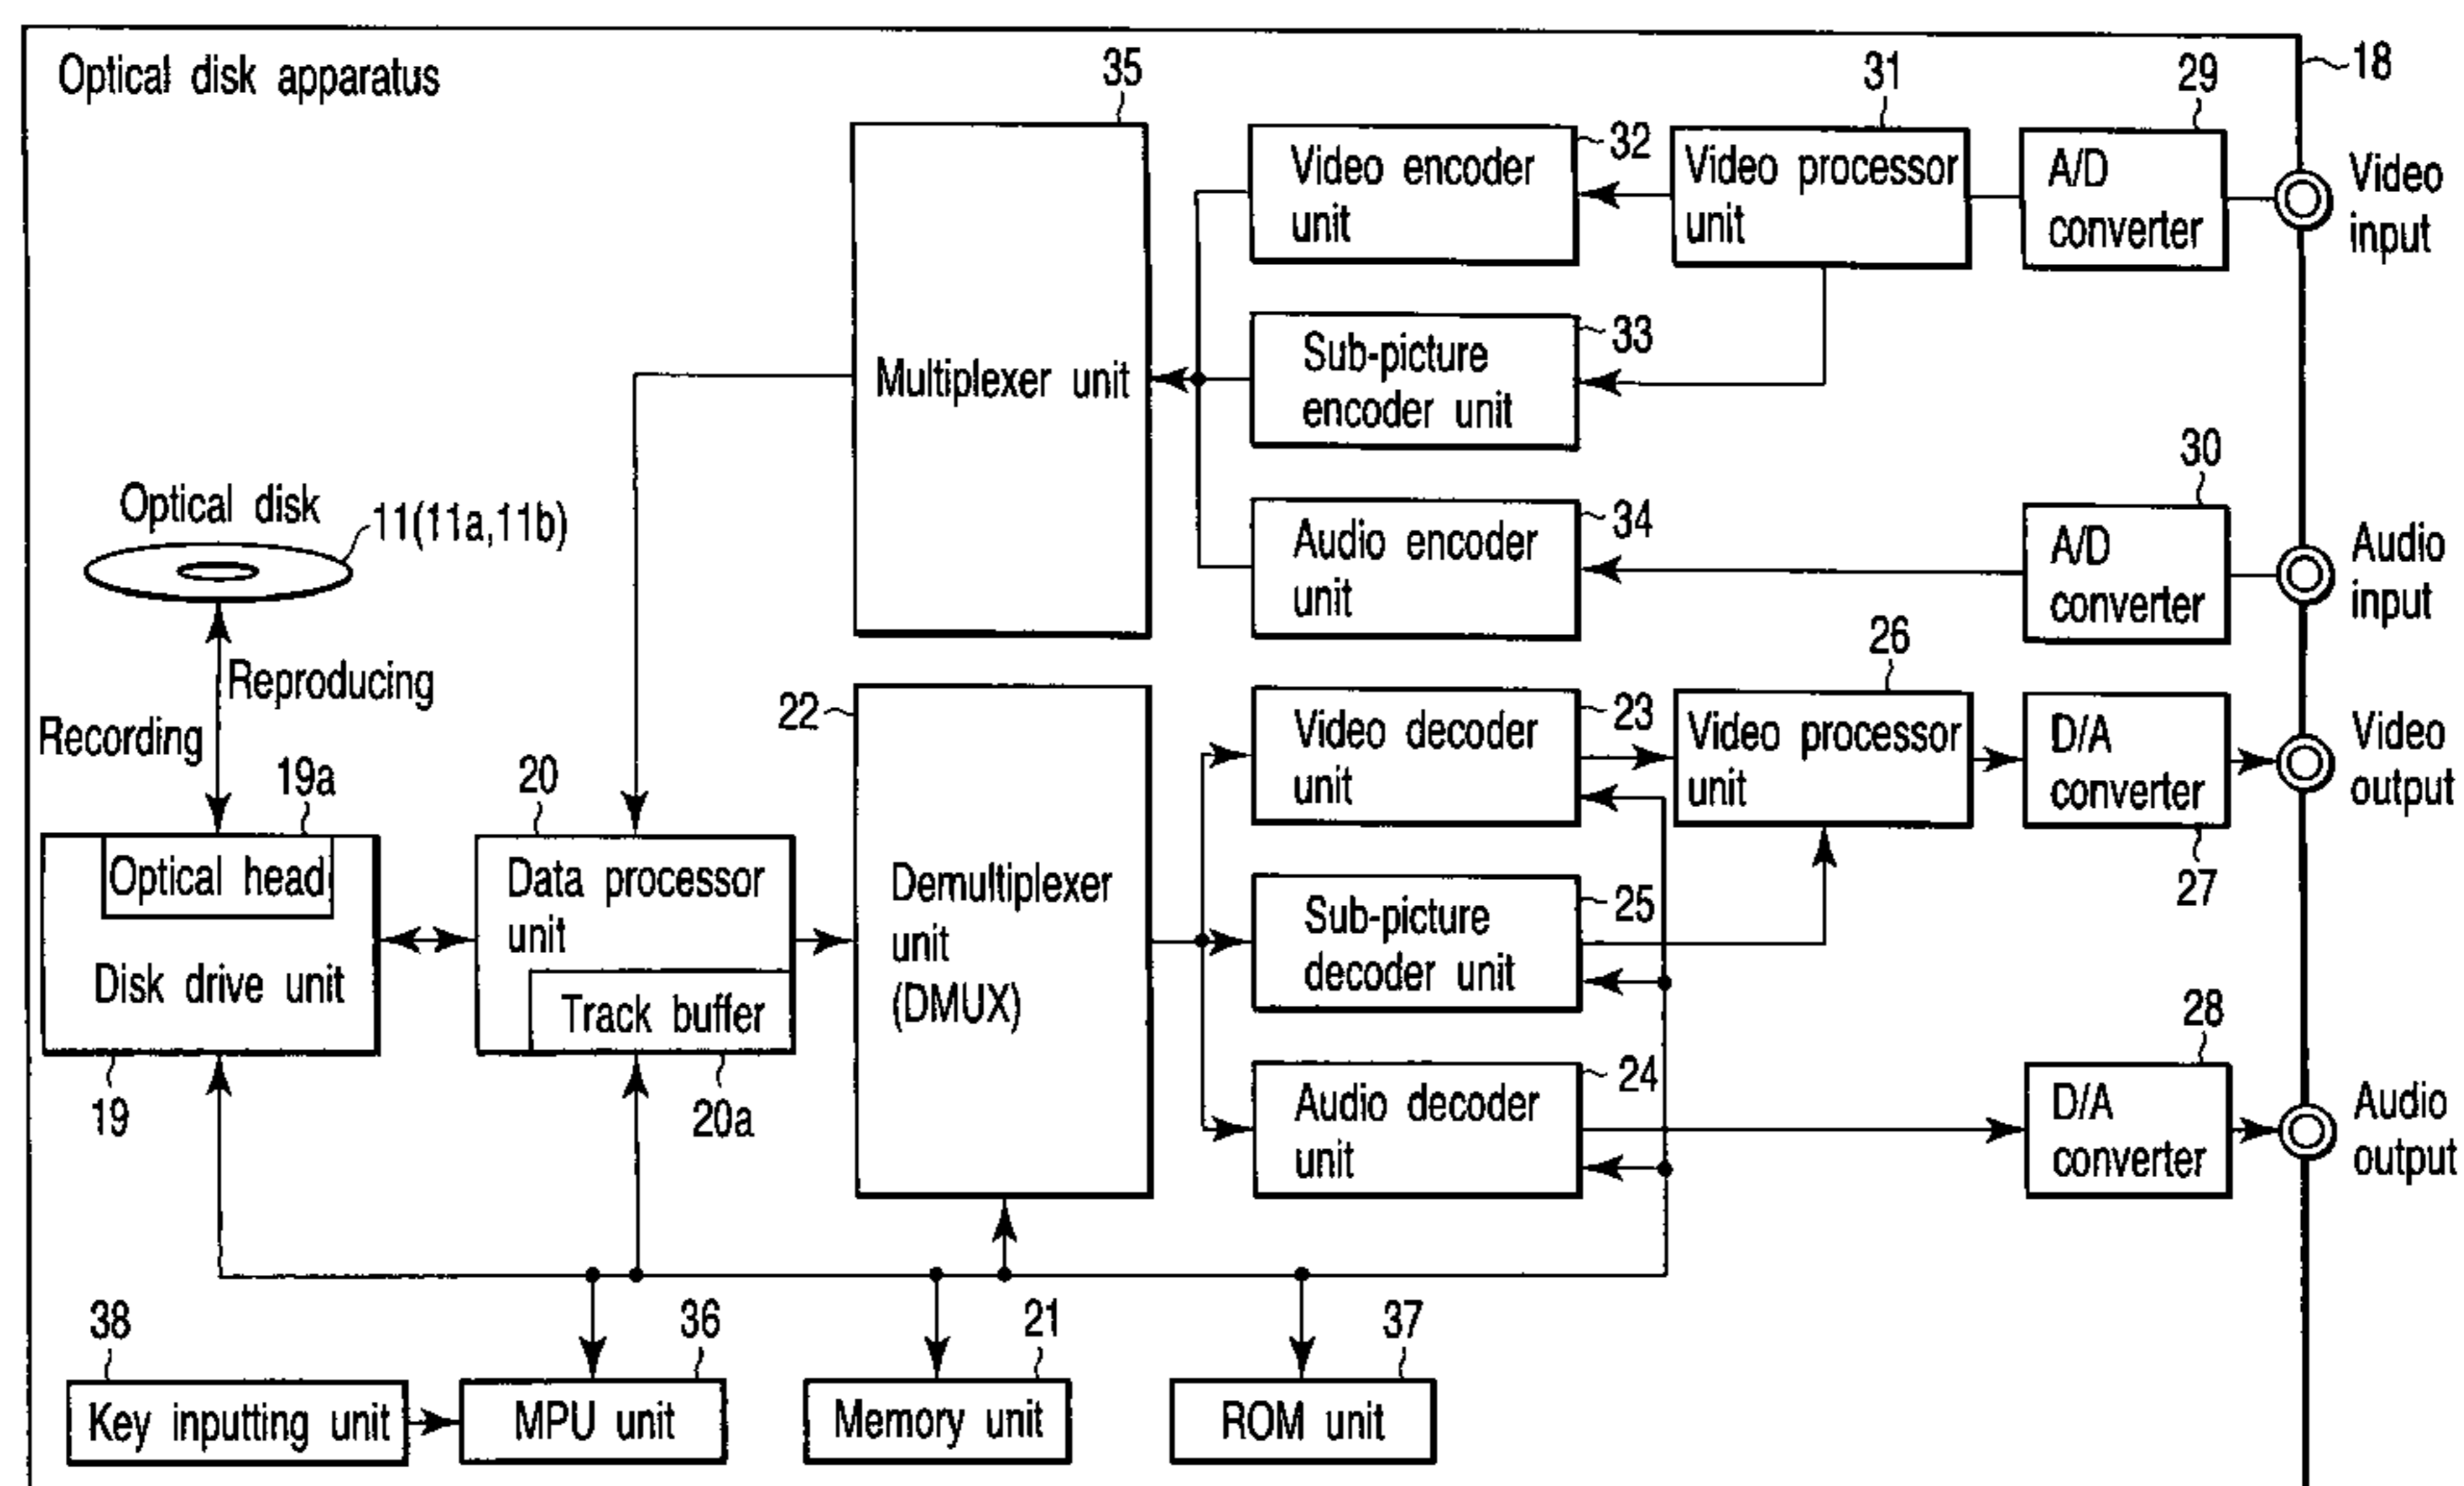 Optical disk apparatus
18
35
31
29
32
Video encoder
unit
Video processor
unit
A/D
converter
Video
input
33
Multiplexer unit
Sub-picture
encoder unit
30
Optical disk
11(11a,11b)
34
Audio encoder
unit
A/D
converter
Audio
input
Reproducing
Recording
22
23
26
Video decoder
unit
Video processor
unit
D/A
converter
Video
output
27
19a
20
Optical head
Disk drive unit
Data processor
unit
Track buffer
Demultiplexer
unit
(DMUX)
25
Sub-picture
decoder unit
19
20a
24
Audio decoder
unit
28
D/A
converter
Audio
output
38
36
21
37
Key inputting unit
MPU unit
Memory unit
ROM unit